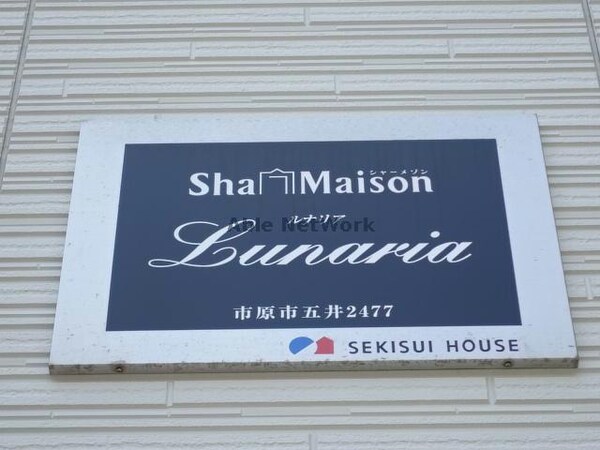 シャーメゾン
Sha Maison
ルナリア
Able Network
Lunaria
市原市五井2477
SEKISUI HOUSE